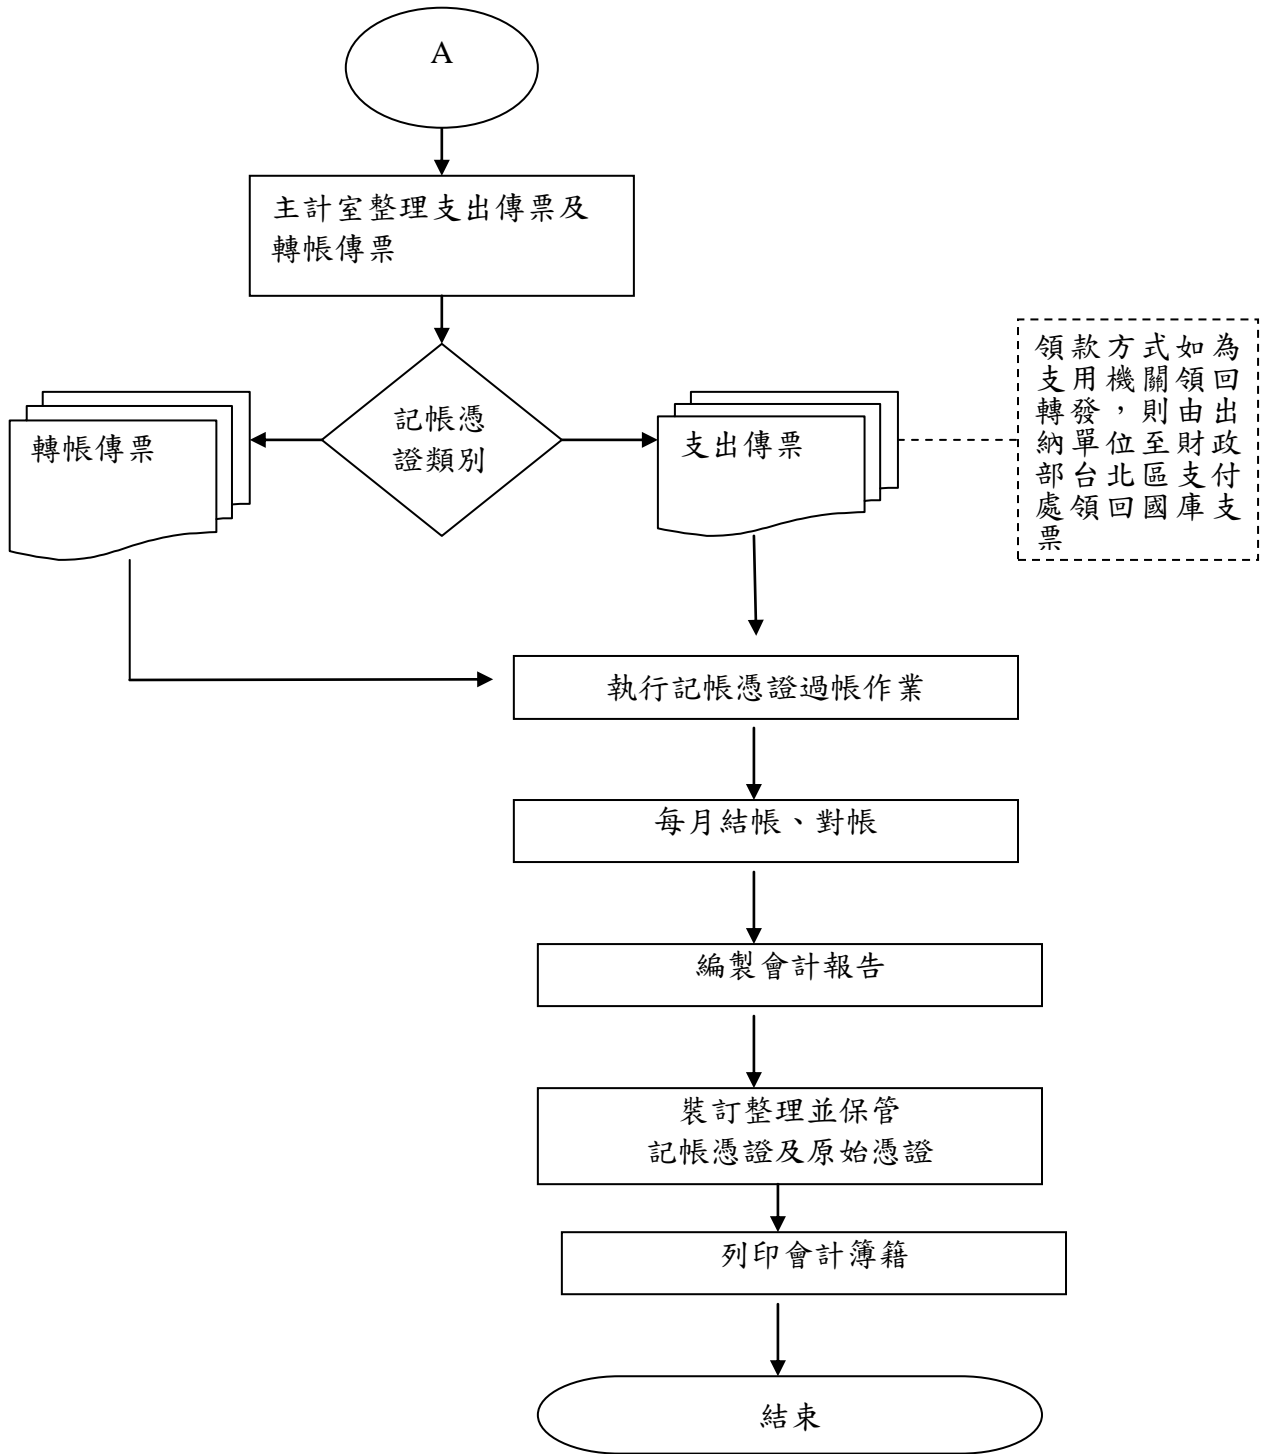 A
主計室整理支出傳票及
轉帳傳票
記帳憑
證類別
轉帳傳票
支出傳票
領款方式如為
支用機關領回
轉發，則由出
納單位至財政
部台北區支付
處領回國庫支
票
執行記帳憑證過帳作業
每月結帳、對帳
編製會計報告
裝訂整理並保管
記帳憑證及原始憑證
列印會計簿籍
結束